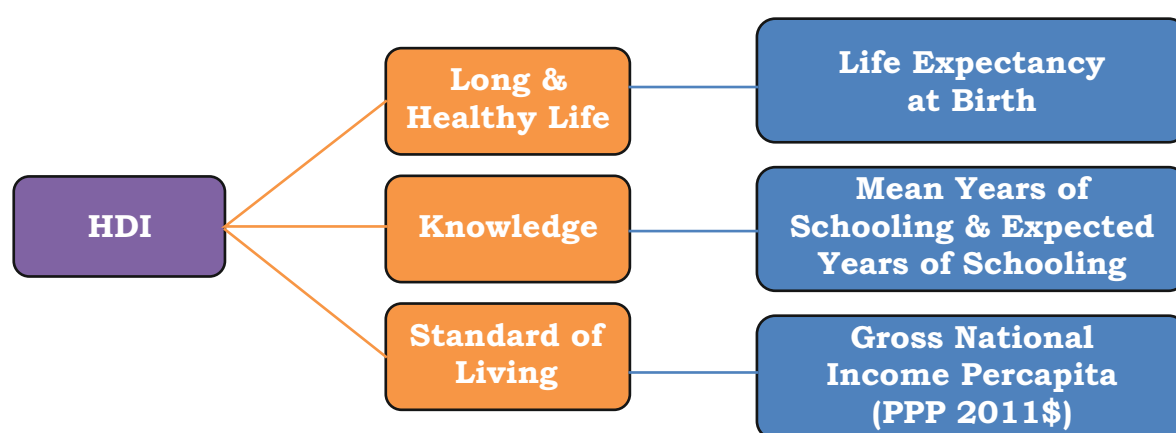 HDI
Long &
Healthy Life
Life Expectancy
at Birth
Knowledge
Mean Years of
Schooling & Expected
Years of Schooling
Standard of
Living
Gross National
Income Percapita
(PPP 2011$)